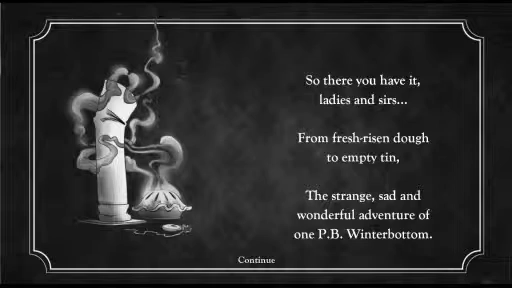 So there you have it,
ladies and sirs...
From fresh-risen dough
to empty tin,
The strange, sad and
wonderful adventure of
one P.B. Winterbottom.
Continue